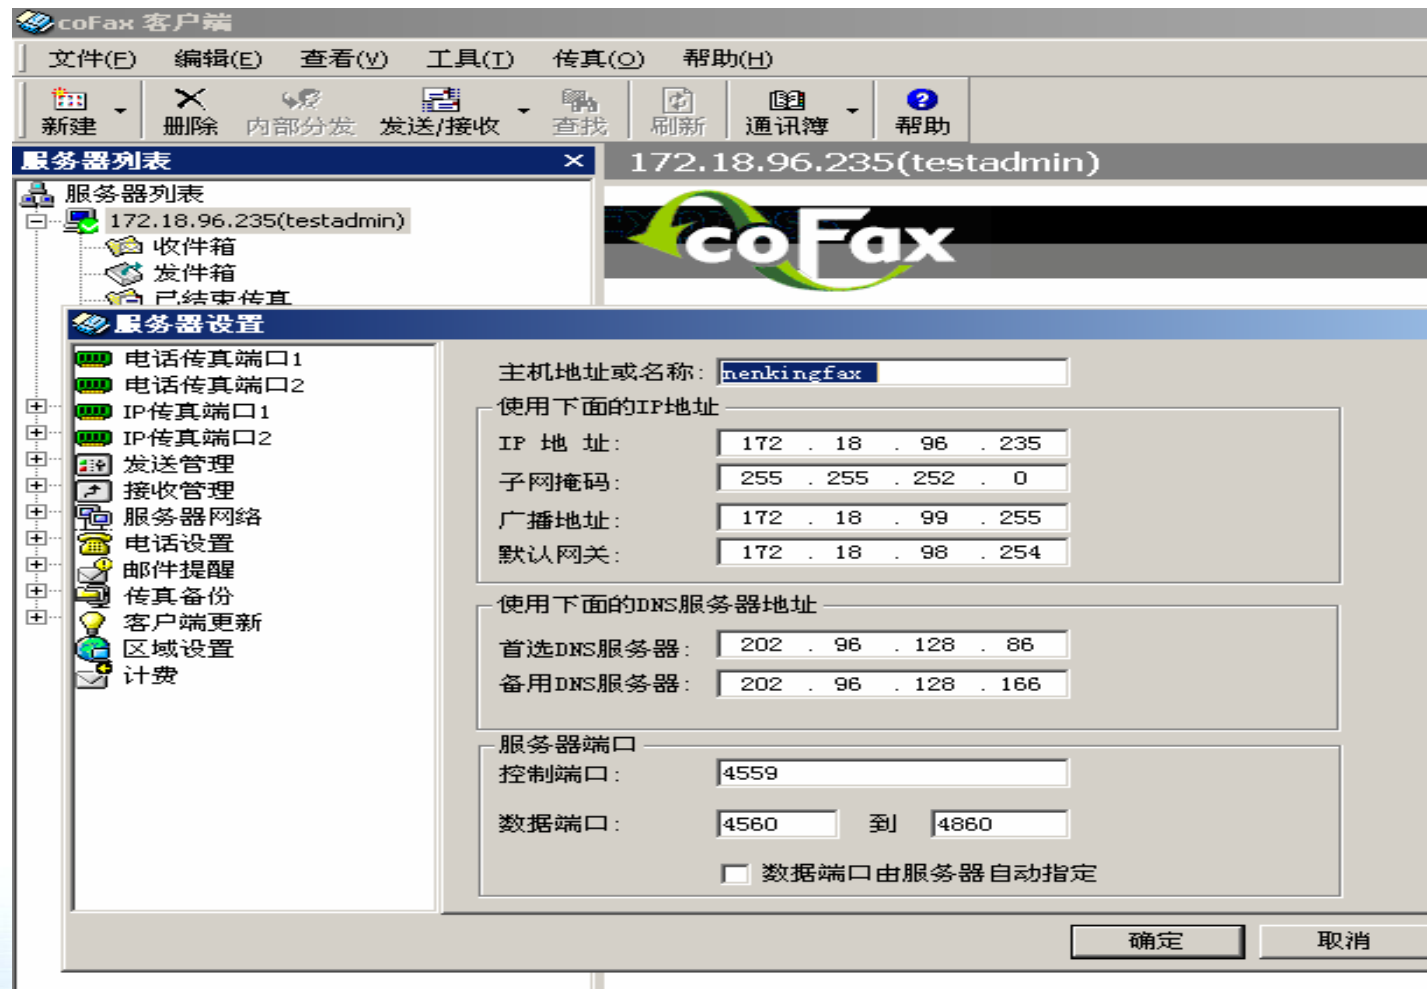 coFax 客户端
文件(F) 编辑(E) 查看(V) 工具(T) 传真(O) 帮助(H)
新建 删除 内部分发 发送/接收 查找 刷新 通讯簿 帮助
服务器列表 172.18.96.235(testadmin)
服务器列表
172.18.96.235(testadmin)
收件箱
发件箱
已结束传真
coFax
服务器设置
电话传真端口1
电话传真端口2
IP传真端口1
IP传真端口2
发送管理
接收管理
服务器网络
电话设置
邮件提醒
传真备份
客户端更新
区域设置
计费
主机地址或名称: nenkingfax
使用下面的IP地址
IP 地 址: 172 . 18 . 96 . 235
子网掩码: 255 . 255 . 252 . 0
广播地址: 172 . 18 . 99 . 255
默认网关: 172 . 18 . 98 . 254
使用下面的DNS服务器地址
首选DNS服务器: 202 . 96 . 128 . 86
备用DNS服务器: 202 . 96 . 128 . 166
服务器端口
控制端口: 4559
数据端口: 4560 到 4860
数据端口由服务器自动指定
确定 取消